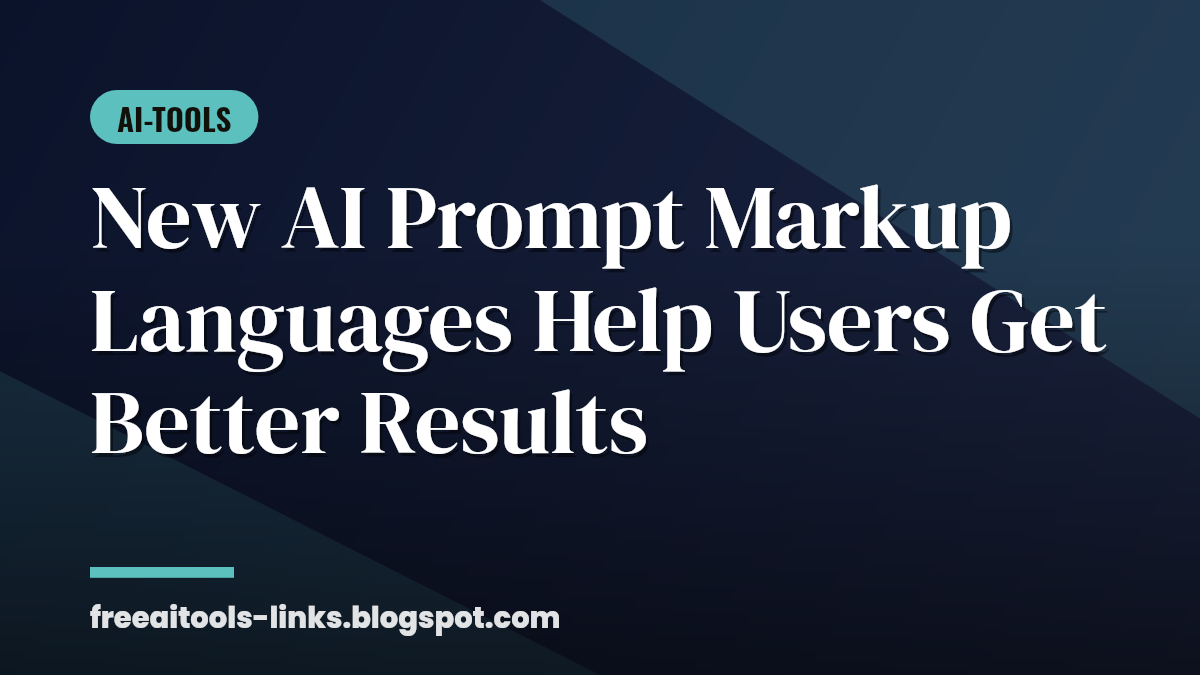 AI-TOOLS
New AI Prompt Markup
Languages Help Users Get
Better Results
freeaitools-links.blogspot.com